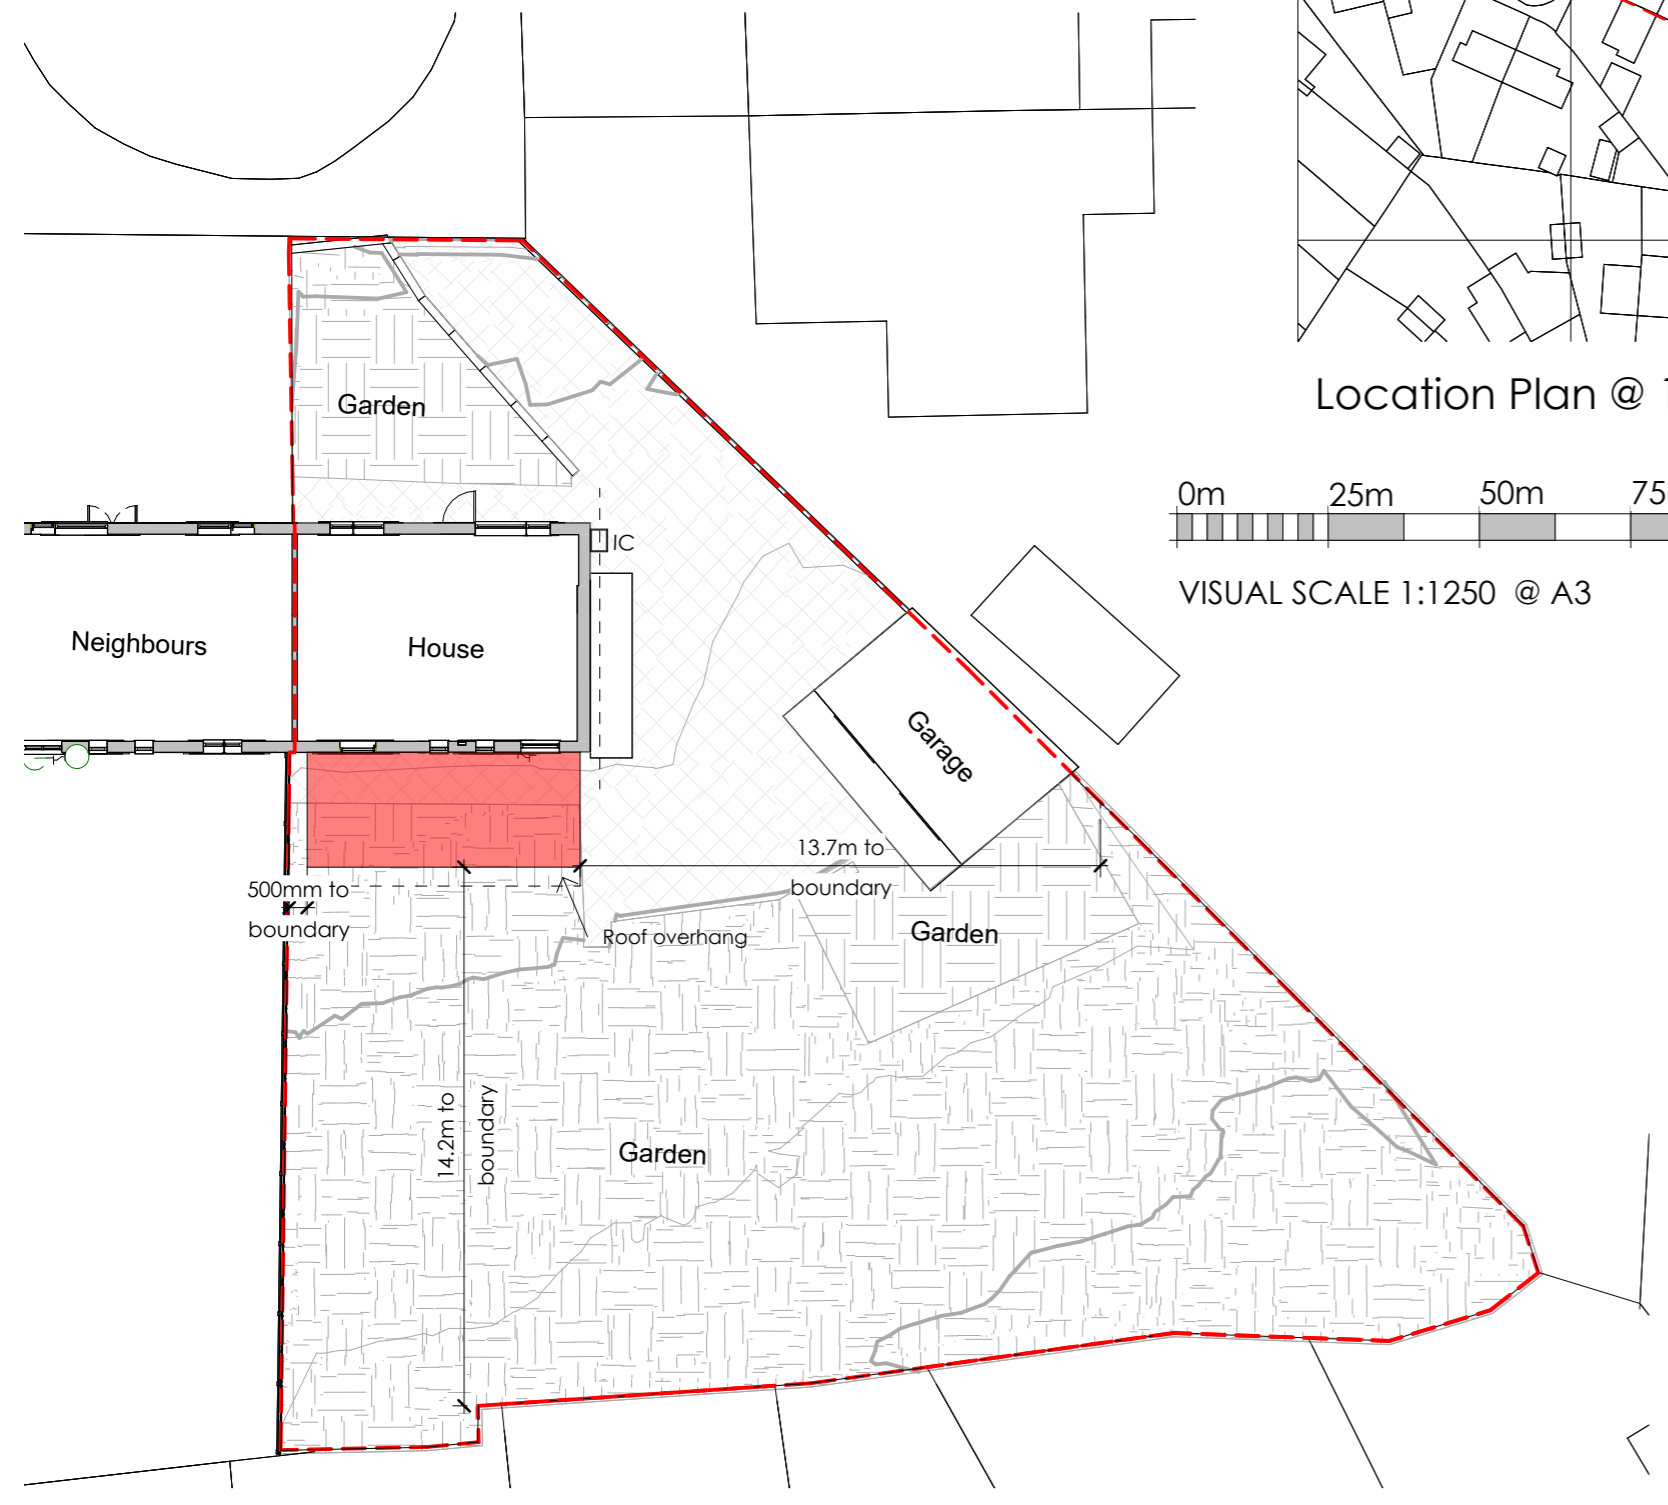 Location Plan @
0m 25m 50m 75
VISUAL SCALE 1:1250 @ A3
Garden
IC
Neighbours
House
Garage
13.7m to
boundary
500mm to
boundary
Roof overhang
Garden
14.2m to
boundary
Garden